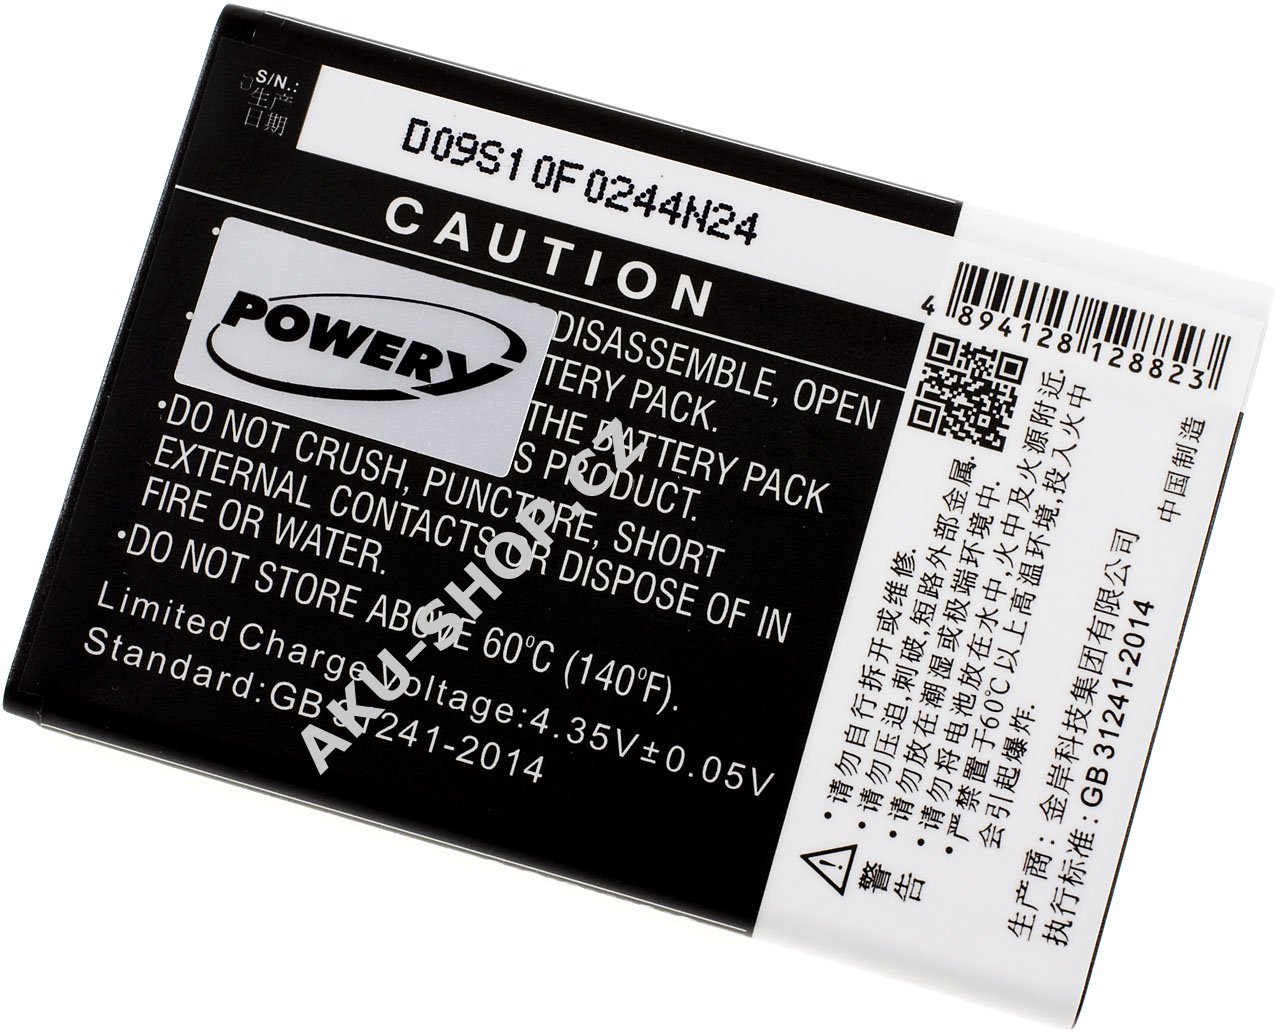 S/N.:
生产
日期
D09S10F0244N24
CAUTION
POWERY
DISASSEMBLE, OPEN
TERY PACK.
THE BATTERY PACK
S PRODUCT.
•DO NOT CRUSH, PUNCTURE, SHORT
EXTERNAL CONTACTS OR DISPOSE OF IN
FIRE OR WATER.
•DO NOT STORE ABOVE 60°C (140°F).
Limited Charge Voltage:4.35V±0.05V
Standard:GB 31241-2014
AKU-SHOP.CZ
4 894128 128823
警告
•请勿自行拆开或维修.
•请勿压迫,刺破,短路外部金属.
•请勿放在潮湿或极端环境中.
•请勿将电池放在水中,火中及火源附近.
•严禁置于60°C以上高温环境,投入火中
会引起爆炸.
生产商:金岸科技集团有限公司
执行标准:GB 31241-2014
中国制造